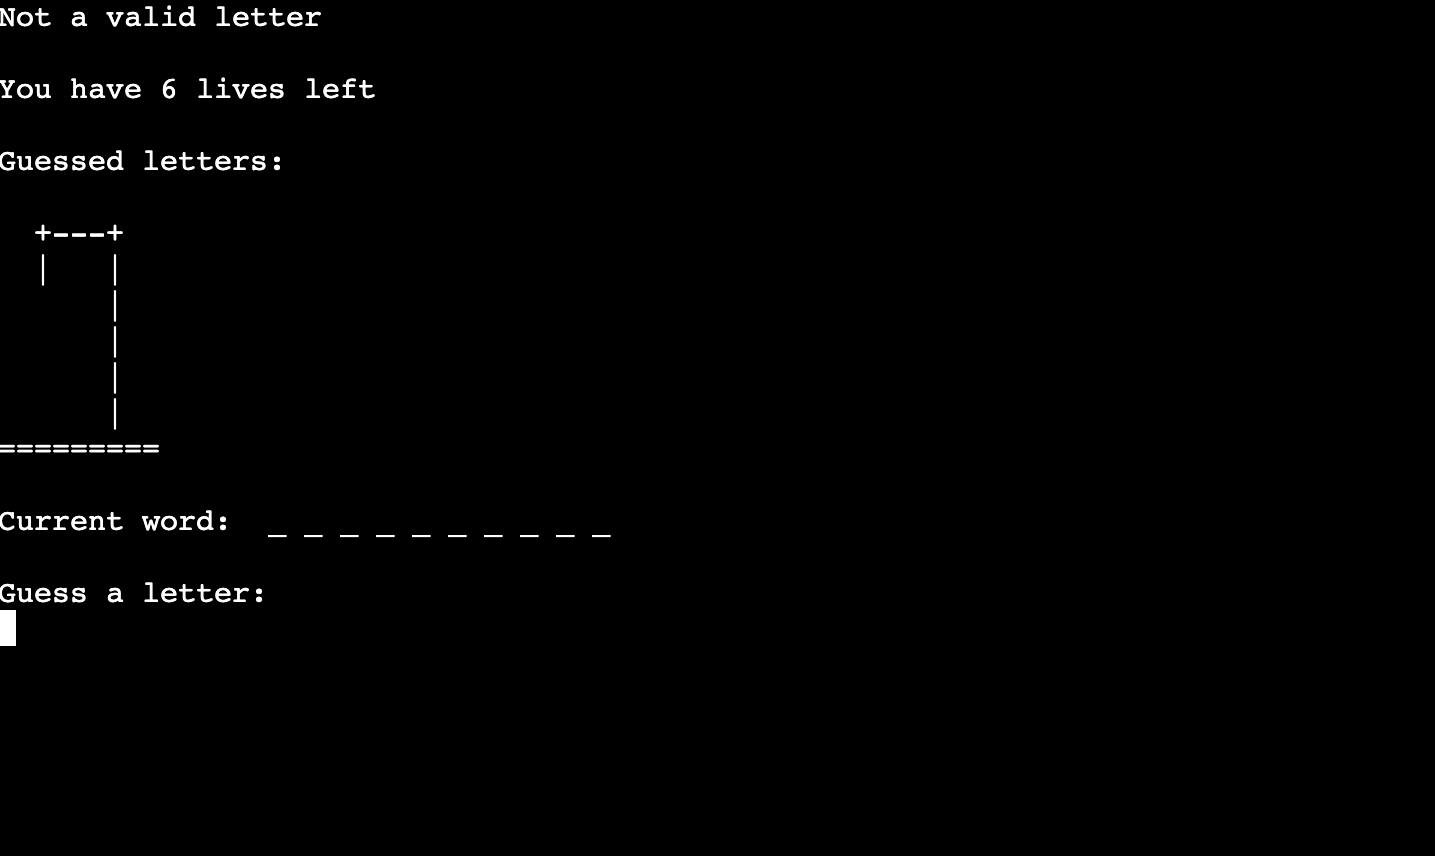 Not a valid letter
You have 6 lives left
Guessed letters:
  +---+
  |   |
      |
      |
      |
      |
=========
Current word:  _ _ _ _ _ _ _ _ _ _
Guess a letter: